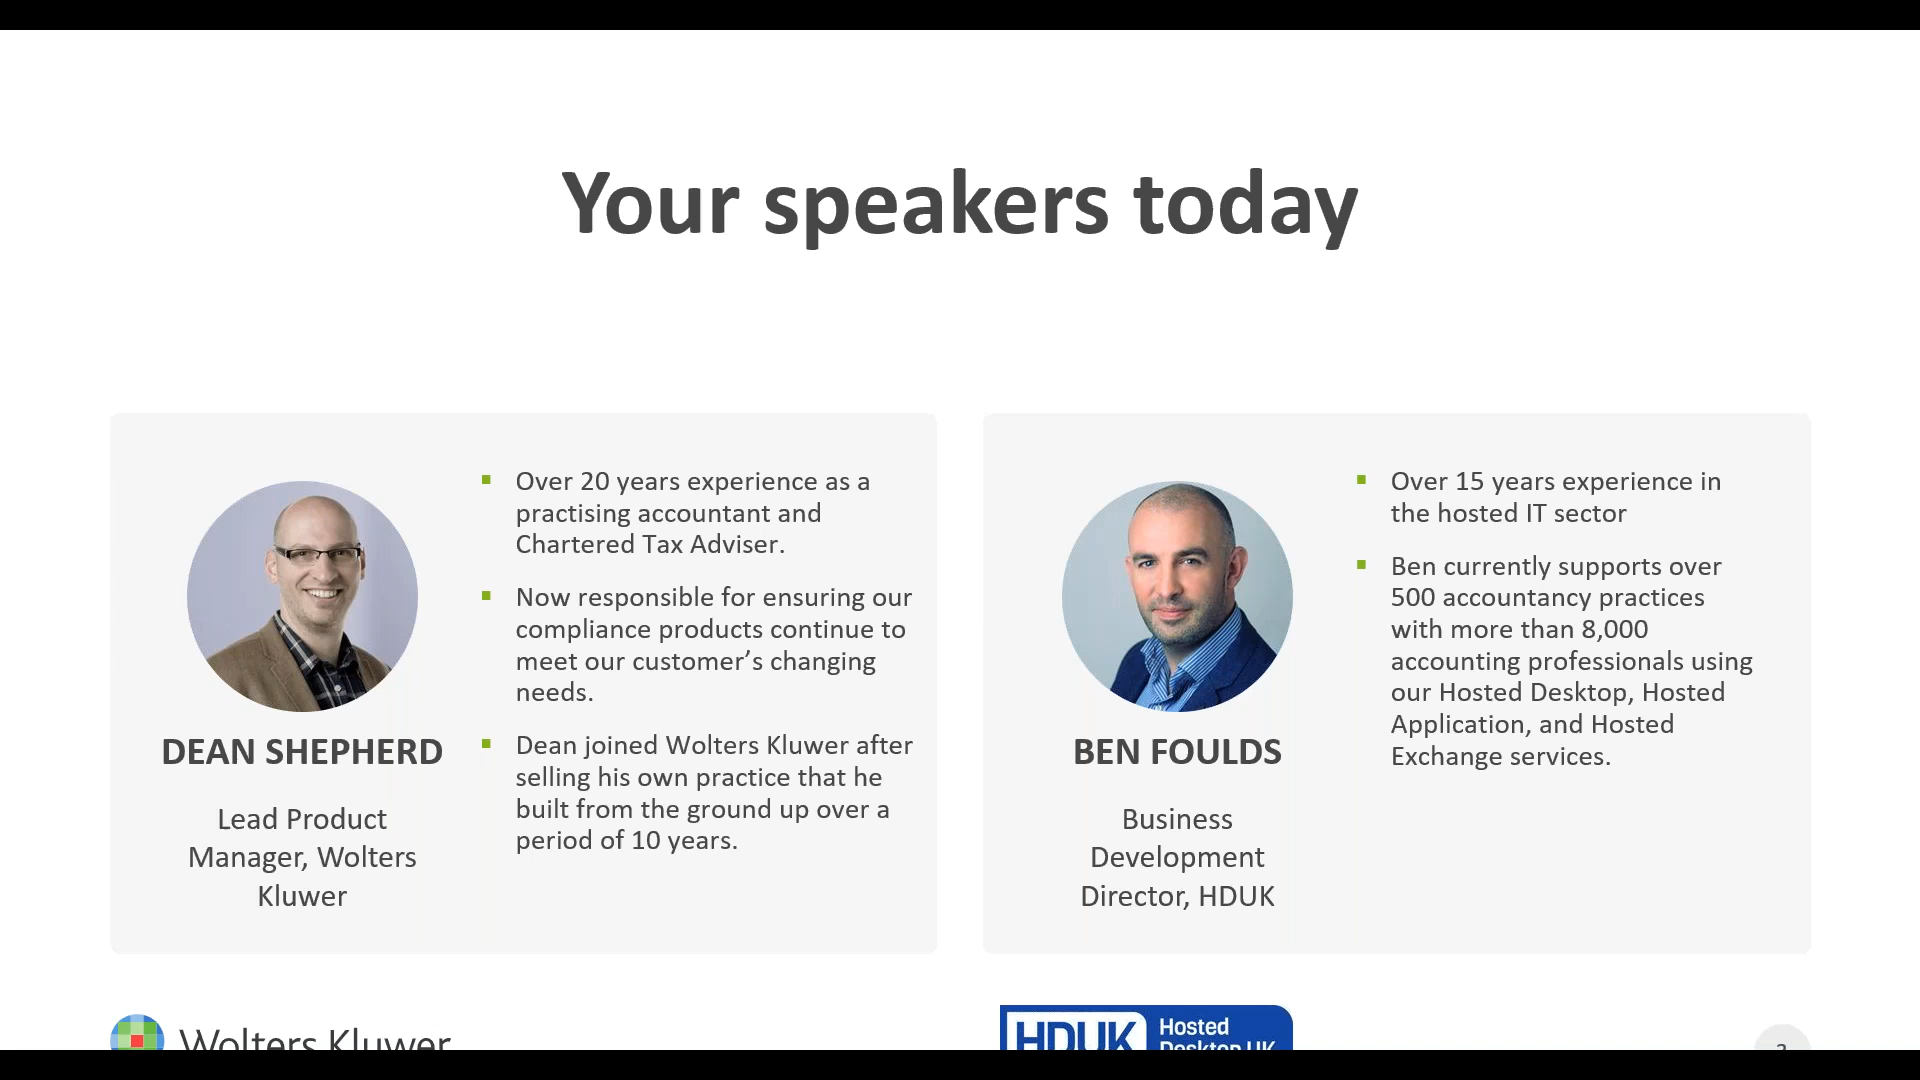 Your speakers today
Over 20 years experience as a
practising accountant and
Chartered Tax Adviser.
Now responsible for ensuring our
compliance products continue to
meet our customer’s changing
needs.
Dean joined Wolters Kluwer after
selling his own practice that he
built from the ground up over a
period of 10 years.
DEAN SHEPHERD
Lead Product
Manager, Wolters
Kluwer
Over 15 years experience in
the hosted IT sector
Ben currently supports over
500 accountancy practices
with more than 8,000
accounting professionals using
our Hosted Desktop, Hosted
Application, and Hosted
Exchange services.
BEN FOULDS
Business
Development
Director, HDUK
Wolters Kluwer
HDUK
Hosted
Desktop UK